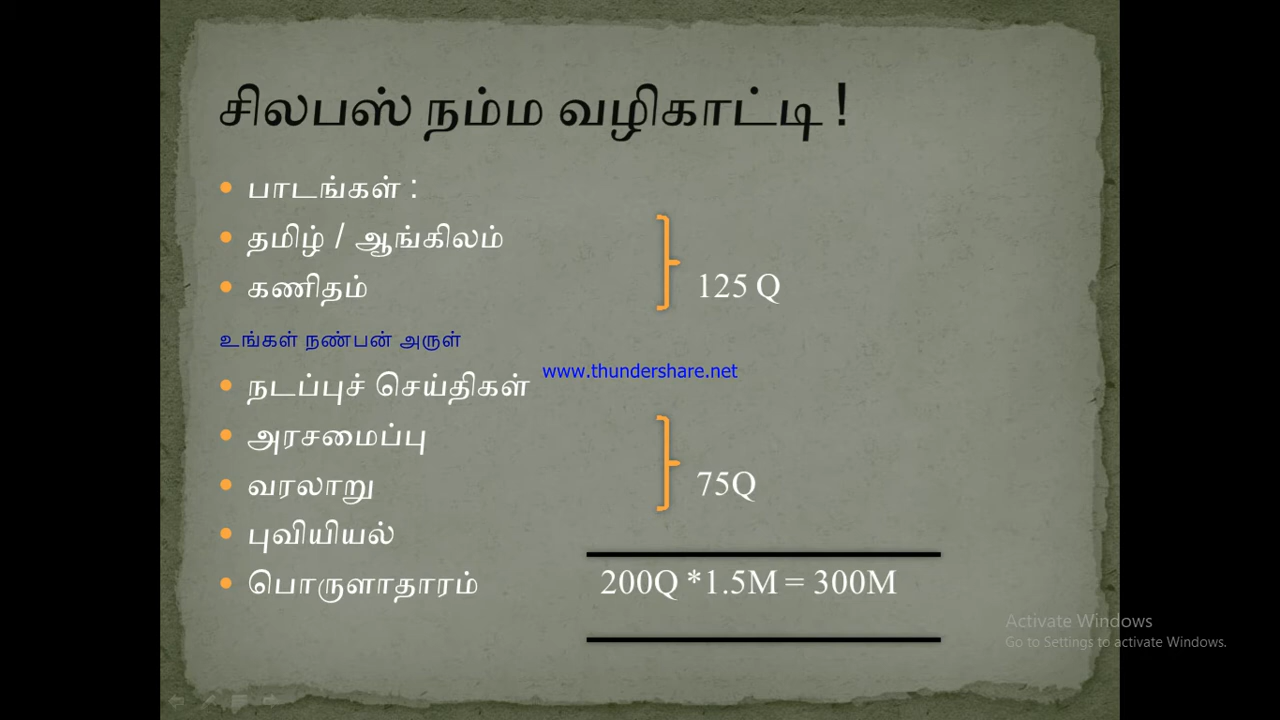 சிலபஸ் நம்ம வழிகாட்டி !
பாடங்கள் :
தமிழ் / ஆங்கிலம்
கணிதம்
125 Q
உங்கள் நண்பன் அருள்
www.thundershare.net
நடப்புச் செய்திகள்
அரசமைப்பு
வரலாறு
75Q
புவியியல்
பொருளாதாரம்
200Q *1.5M = 300M
Activate Windows
Go to Settings to activate Windows.